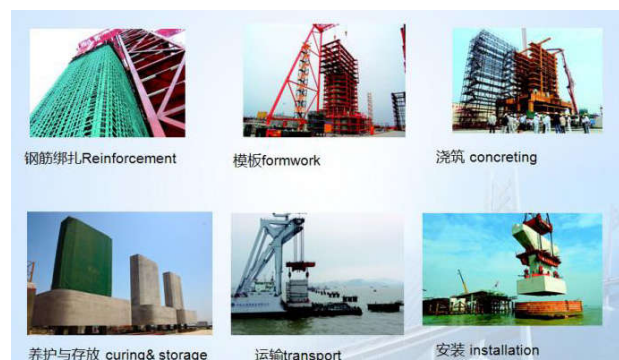 钢筋绑扎Reinforcement
模板formwork
浇筑 concreting
养护与存放 curing& storage
运输transport
安装 installation